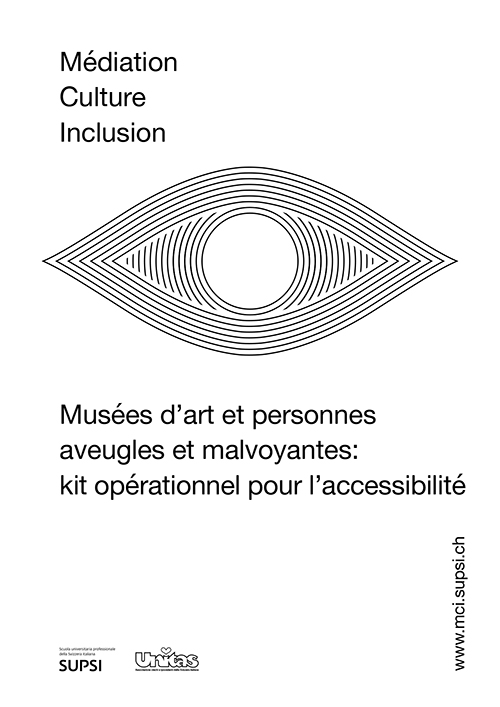 Médiation
Culture
Inclusion
Musées d’art et personnes
aveugles et malvoyantes:
kit opérationnel pour l’accessibilité
www.mci.supsi.ch
Scuola universitaria professionale
della Svizzera italiana
SUPSI
Unitas